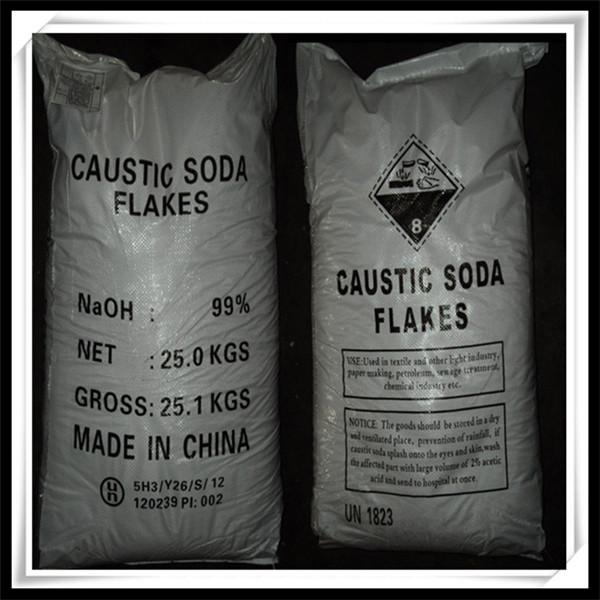 CAUSTIC SODA
FLAKES
NaOH : 99%
NET : 25.0 KGS
GROSS: 25.1 KGS
MADE IN CHINA
un 5H3/Y26/S/ 12
120239 PI: 002
8
CAUSTIC SODA
FLAKES
USE:Used in textile and other light industry,
paper making, petroleum, sewage treatment,
chemical industry etc.
NOTICE: The goods should be stored in a dry
and ventilated place, prevention of rainfall, if
caustic soda splash onto the eyes and skin,wash
the affected part with large volume of 2% acetic
acid and send to hospital at once.
UN 1823